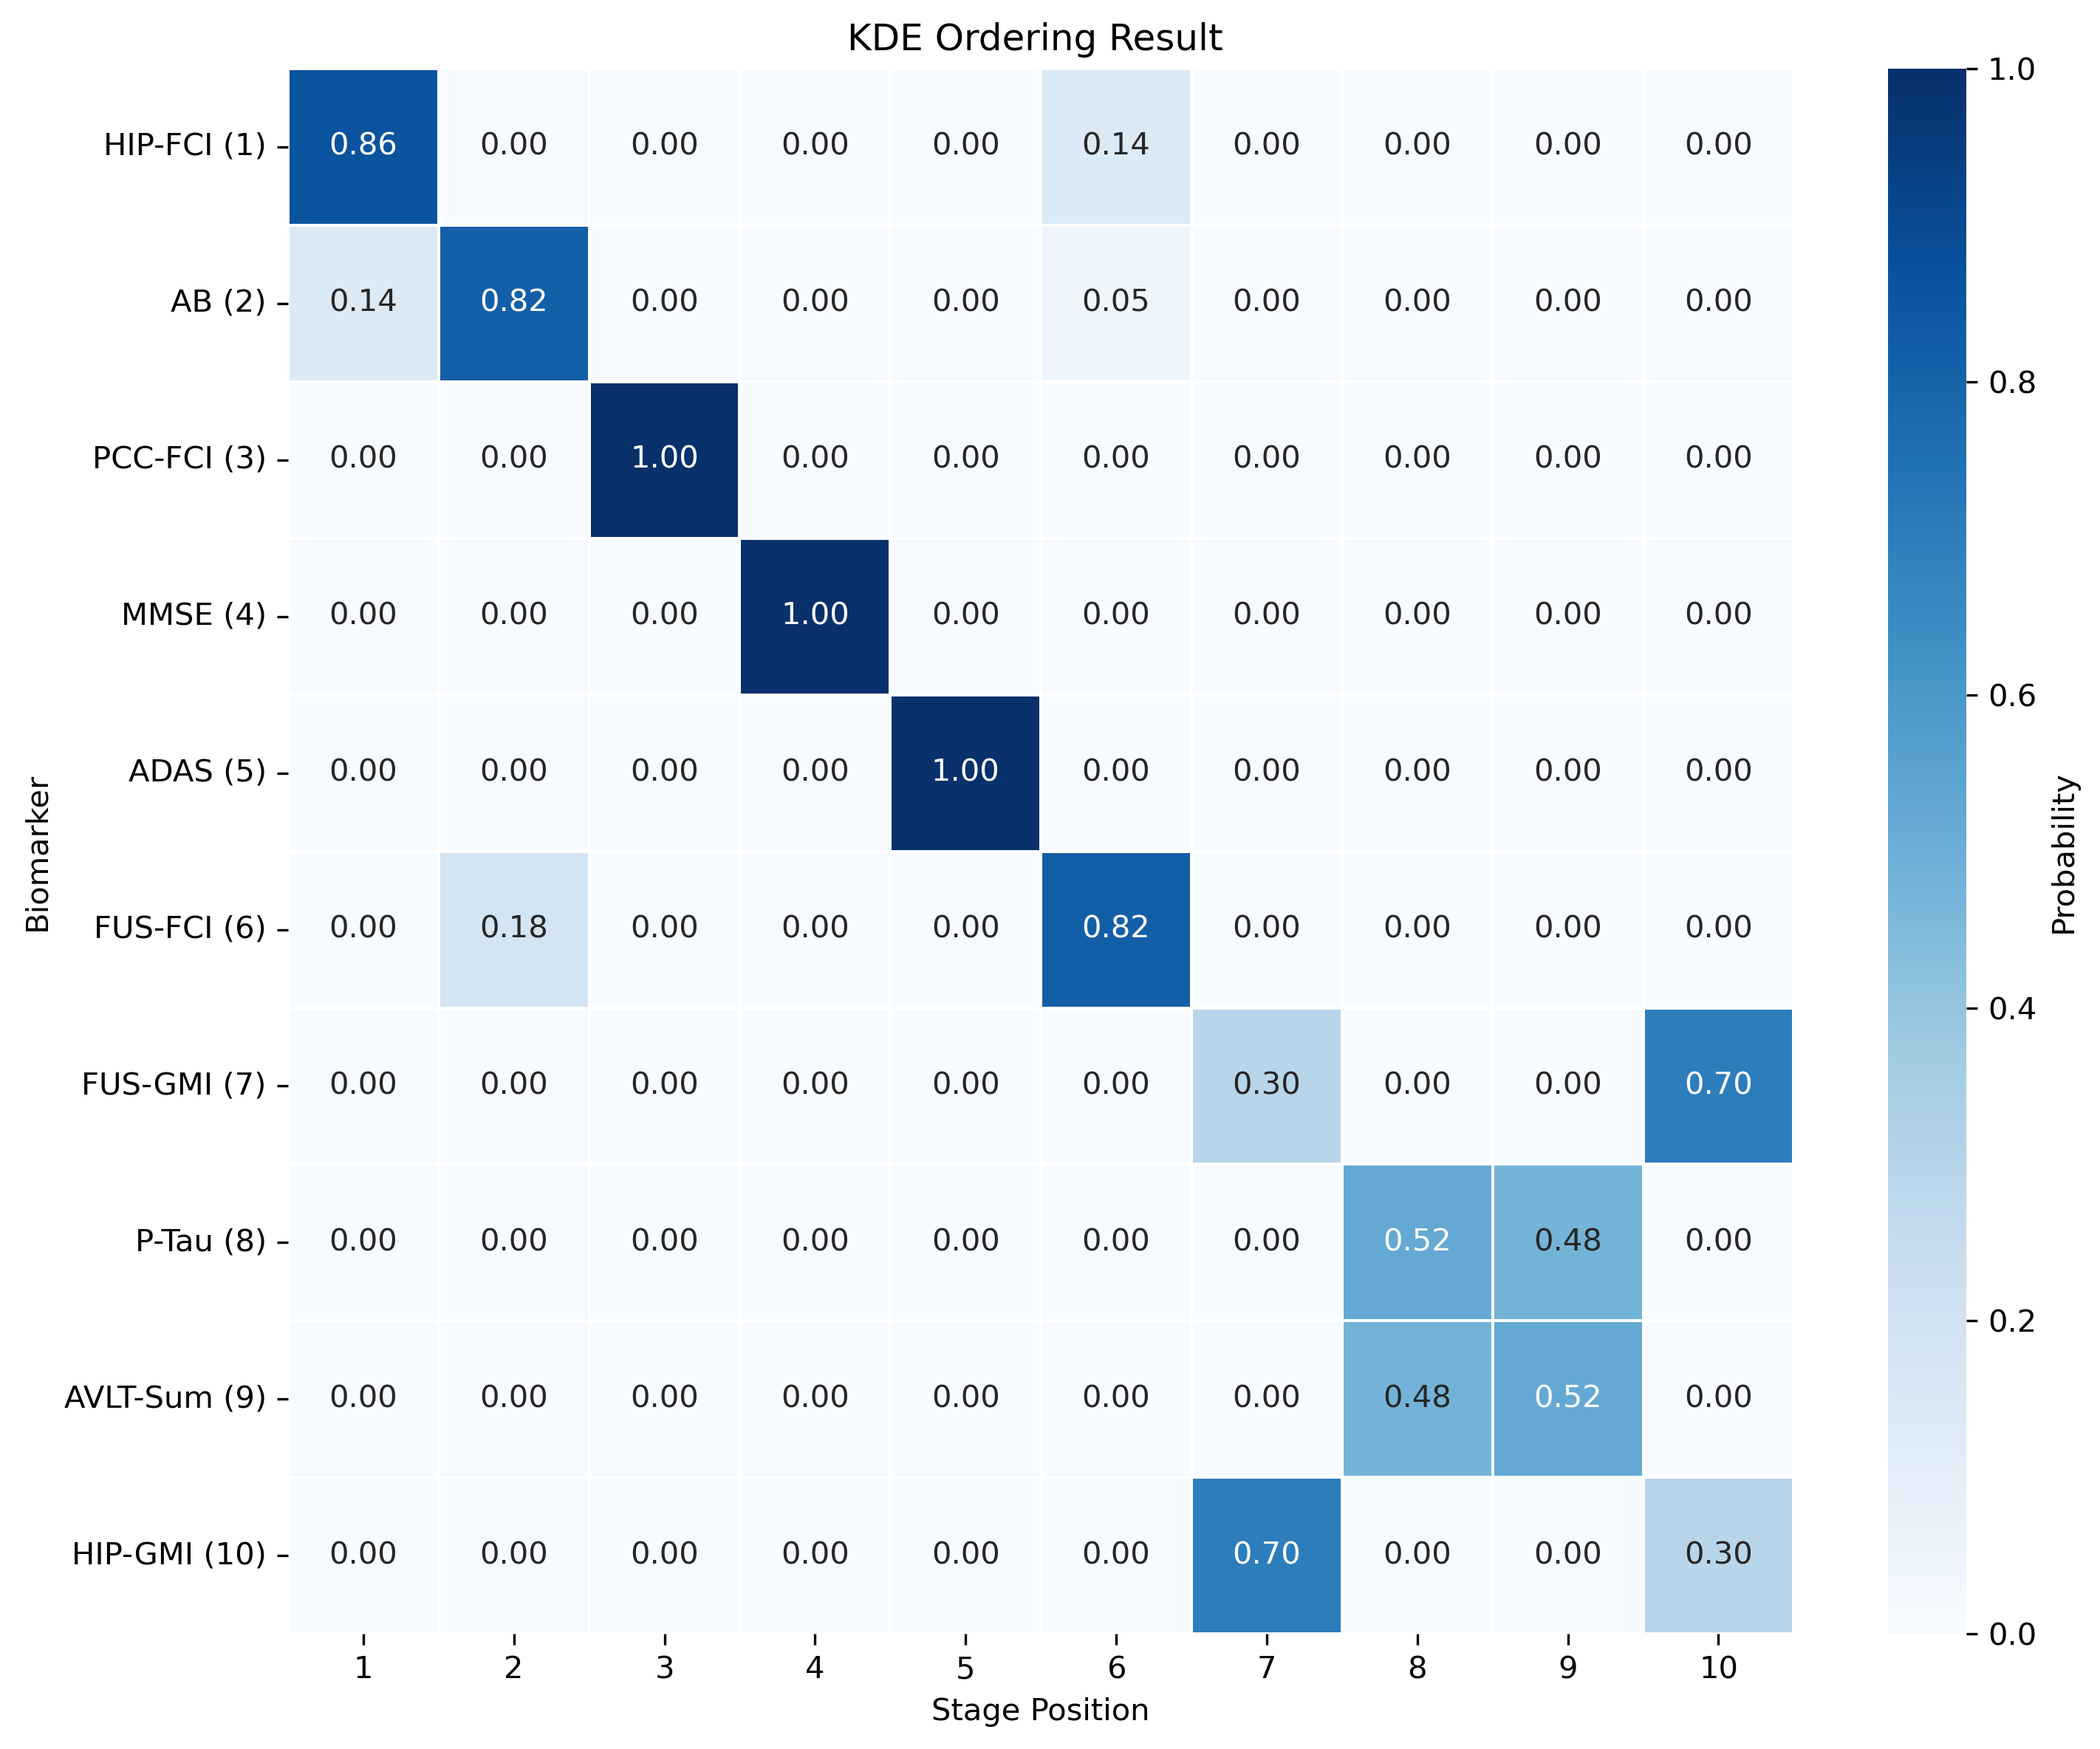 KDE Ordering Result
HIP-FCI (1) 0.86 0.00 0.00 0.00 0.00 0.14 0.00 0.00 0.00 0.00
AB (2) 0.14 0.82 0.00 0.00 0.00 0.05 0.00 0.00 0.00 0.00
PCC-FCI (3) 0.00 0.00 1.00 0.00 0.00 0.00 0.00 0.00 0.00 0.00
MMSE (4) 0.00 0.00 0.00 1.00 0.00 0.00 0.00 0.00 0.00 0.00
ADAS (5) 0.00 0.00 0.00 0.00 1.00 0.00 0.00 0.00 0.00 0.00
FUS-FCI (6) 0.00 0.18 0.00 0.00 0.00 0.82 0.00 0.00 0.00 0.00
FUS-GMI (7) 0.00 0.00 0.00 0.00 0.00 0.00 0.30 0.00 0.00 0.70
P-Tau (8) 0.00 0.00 0.00 0.00 0.00 0.00 0.00 0.52 0.48 0.00
AVLT-Sum (9) 0.00 0.00 0.00 0.00 0.00 0.00 0.00 0.48 0.52 0.00
HIP-GMI (10) 0.00 0.00 0.00 0.00 0.00 0.00 0.70 0.00 0.00 0.30
1 2 3 4 5 6 7 8 9 10
Stage Position
Biomarker
1.0
0.8
0.6
0.4
0.2
0.0
Probability